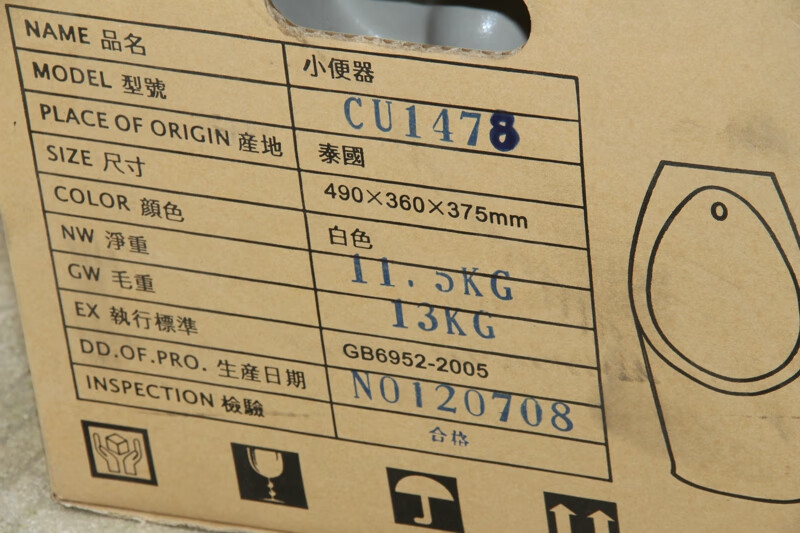 NAME 品名 小便器
MODEL 型號 CU1478
PLACE OF ORIGIN 産地 泰國
SIZE 尺寸 490×360×375mm
COLOR 顔色 白色
NW 淨重 11.5KG
GW 毛重 13KG
EX 執行標準 GB6952-2005
DD.OF.PRO. 生産日期 NO120708
INSPECTION 檢驗 合格